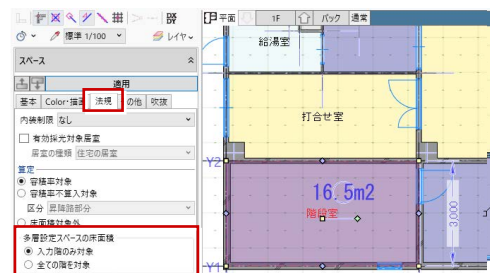 標準 1/100
レイヤ
スペース
適用
基本 Color・描画 法規 の他 吹抜
内装制限 なし
有効採光対象居室
居室の種類 住宅の居室
算定
容積率対象
容積率不算入対象
区分 昇降路部分
床面積対象外
多層設定スペースの床面積
入力階のみ対象
全ての階を対象
平面 1F バック 通常
給湯室
打合せ室
Y2
16.5m2
階段室
3,000
Y1